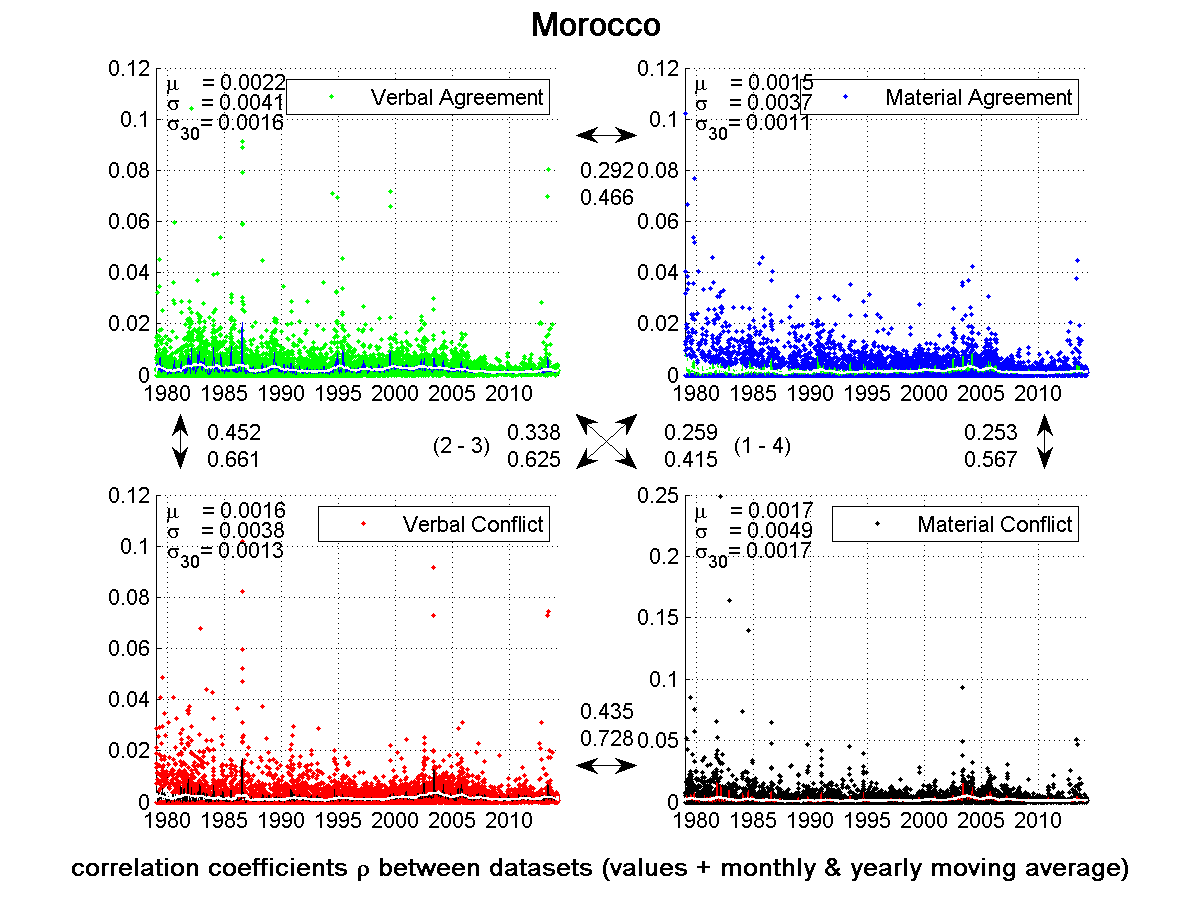 Morocco
0.12
0.1
0.08
0.06
0.04
0.02
0
μ = 0.0022
σ = 0.0041
σ30= 0.0016
Verbal Agreement
1980 1985 1990 1995 2000 2005 2010
0.292
0.466
0.12
0.1
0.08
0.06
0.04
0.02
0
μ = 0.0015
σ = 0.0037
σ30= 0.0011
Material Agreement
1980 1985 1990 1995 2000 2005 2010
0.452
0.661
(2 - 3)
0.338
0.625
0.259
0.415
(1 - 4)
0.253
0.567
0.12
0.1
0.08
0.06
0.04
0.02
0
μ = 0.0016
σ = 0.0038
σ30= 0.0013
Verbal Conflict
1980 1985 1990 1995 2000 2005 2010
0.435
0.728
0.25
0.2
0.15
0.1
0.05
0
μ = 0.0017
σ = 0.0049
σ30= 0.0017
Material Conflict
1980 1985 1990 1995 2000 2005 2010
correlation coefficients ρ between datasets (values + monthly & yearly moving average)